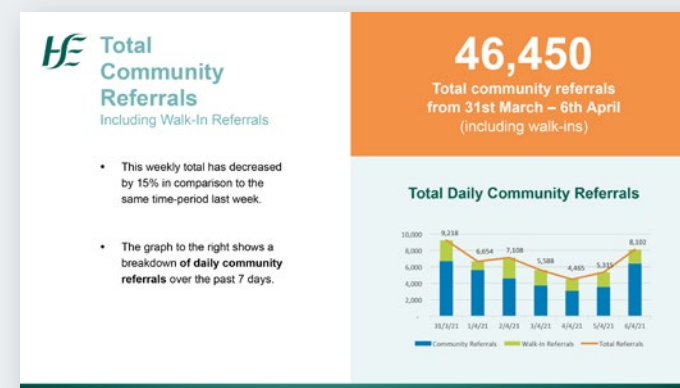 HE
Total
Community
Referrals
Including Walk-In Referrals
• This weekly total has decreased
by 15% in comparison to the
same time-period last week.
• The graph to the right shows a
breakdown of daily community
referrals over the past 7 days.
46,450
Total community referrals
from 31st March – 6th April
(including walk-ins)
Total Daily Community Referrals
10,000
8,000
6,000
4,000
2,000
-
9,218
6,654
7,108
5,588
4,465
5,315
8,102
31/3/21 1/4/21 2/4/21 3/4/21 4/4/21 5/4/21 6/4/21
Community Referrals Walk-In Referrals Total Referrals